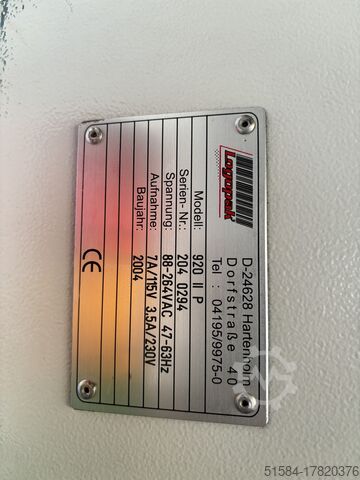 Logopak
D-24628 Hartenholm
Dorfstraße 40
Tel : 04195/9975-0
Modell: 920 II P
Serien- Nr.: 204 0294
Spannung: 88-264VAC 47-63Hz
Aufnahme: 7A/115V 3.5A/230V
Baujahr: 2004
CE
51584-17820376